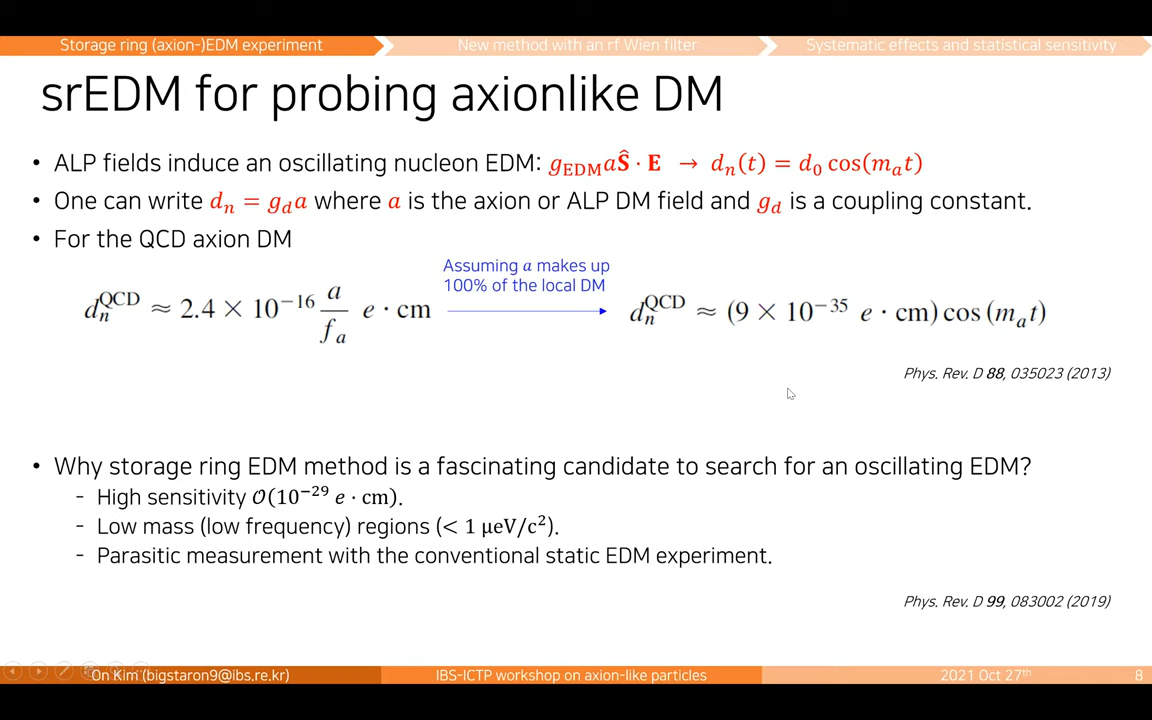 Storage ring (axion-)EDM experiment
New method with an rf Wien filter
Systematic effects and statistical sensitivity
srEDM for probing axionlike DM
• ALP fields induce an oscillating nucleon EDM: g_EDM a Ŝ · E → d_n(t) = d_0 cos(m_a t)
• One can write d_n = g_d a where a is the axion or ALP DM field and g_d is a coupling constant.
• For the QCD axion DM
Assuming a makes up
100% of the local DM
d_n^QCD ≈ 2.4 × 10^−16 a/f_a e · cm
d_n^QCD ≈ (9 × 10^−35 e · cm) cos (m_a t)
Phys. Rev. D 88, 035023 (2013)
• Why storage ring EDM method is a fascinating candidate to search for an oscillating EDM?
- High sensitivity 𝒪(10^−29 e · cm).
- Low mass (low frequency) regions (< 1 μeV/c^2).
- Parasitic measurement with the conventional static EDM experiment.
Phys. Rev. D 99, 083002 (2019)
On Kim (bigstaron9@ibs.re.kr)
IBS-ICTP workshop on axion-like particles
2021 Oct 27th
8